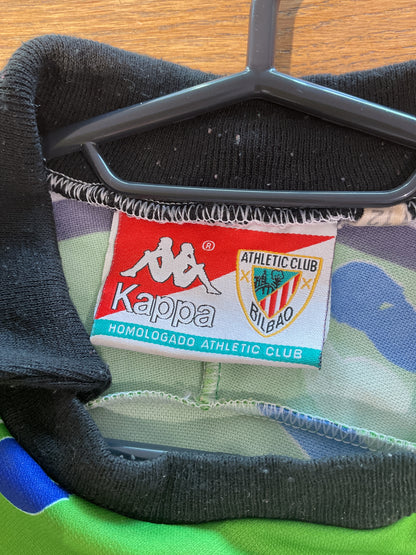 ®
Kappa
ATHLETIC CLUB
BILBAO
HOMOLOGADO ATHLETIC CLUB